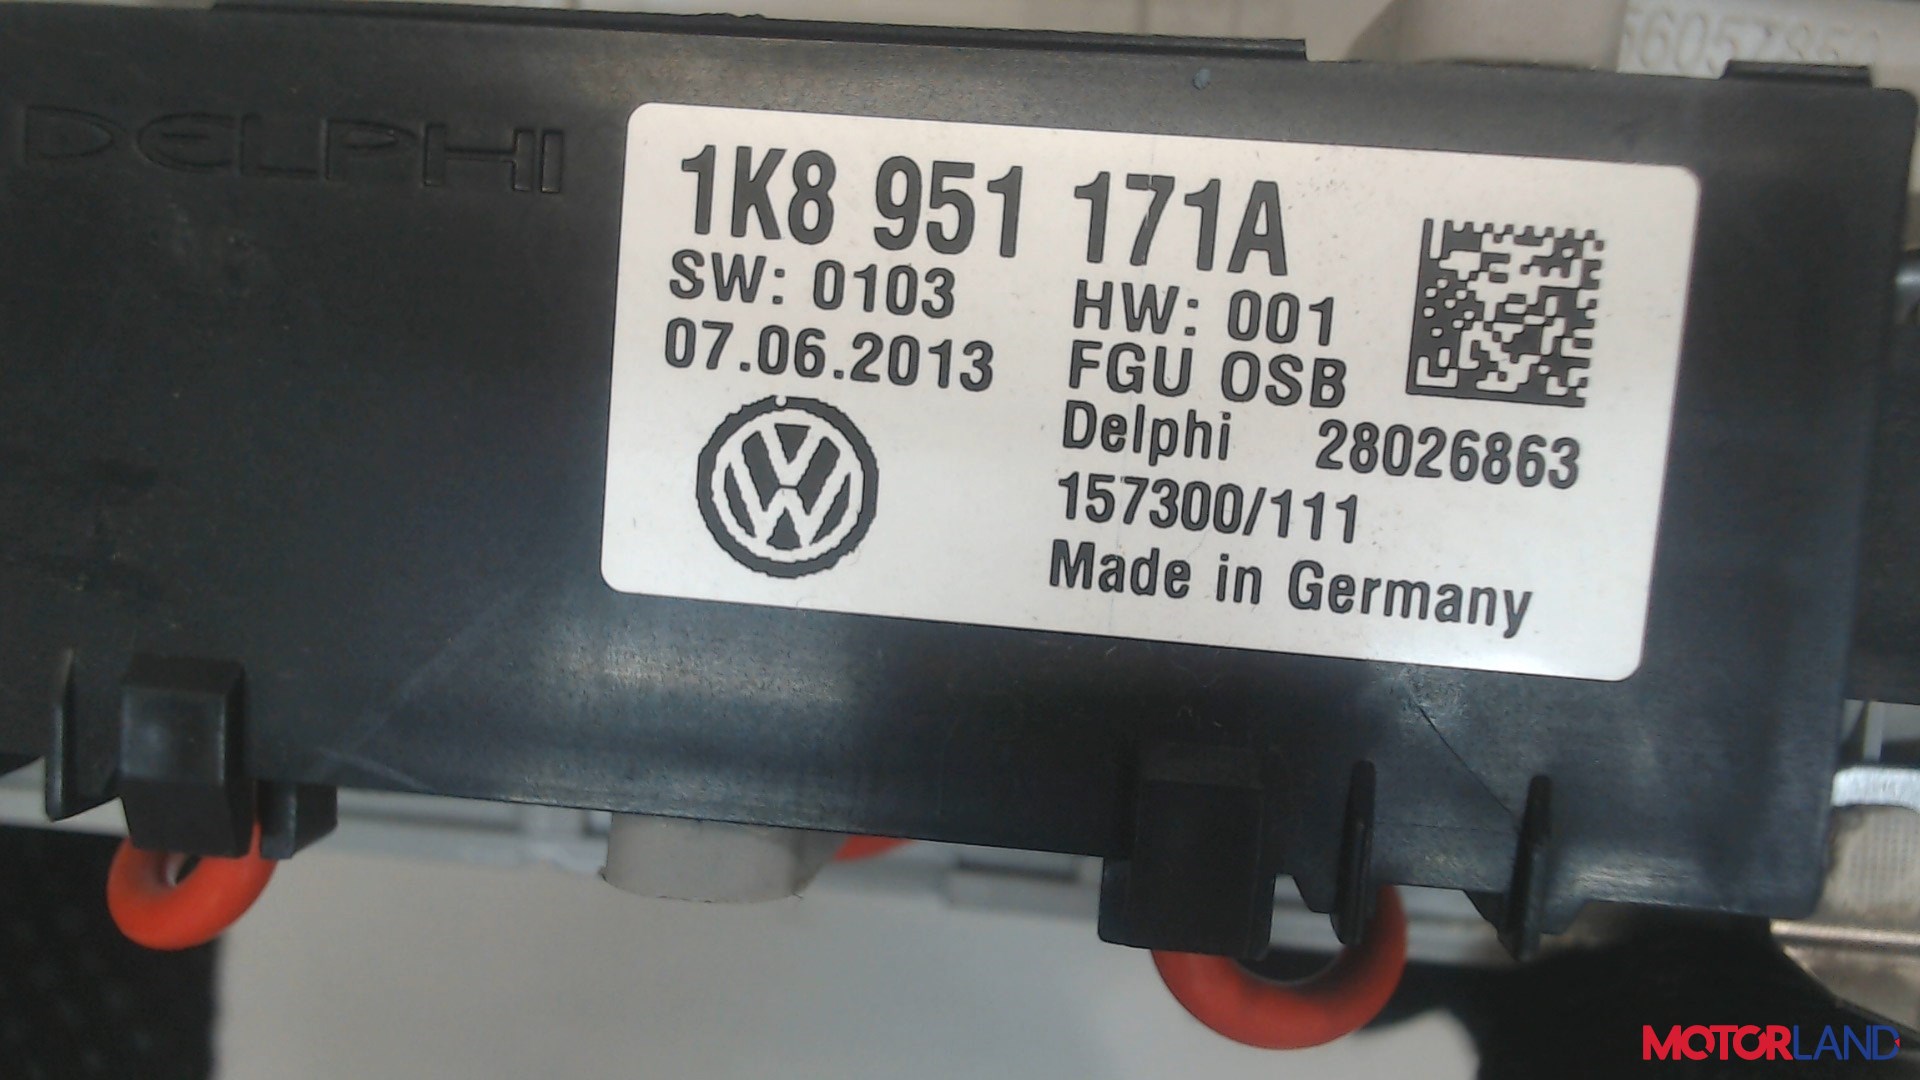 DELPHI
1K8 951 171A
SW: 0103 HW: 001
07.06.2013 FGU OSB
Delphi 28026863
157300/111
Made in Germany
MOTORLAND